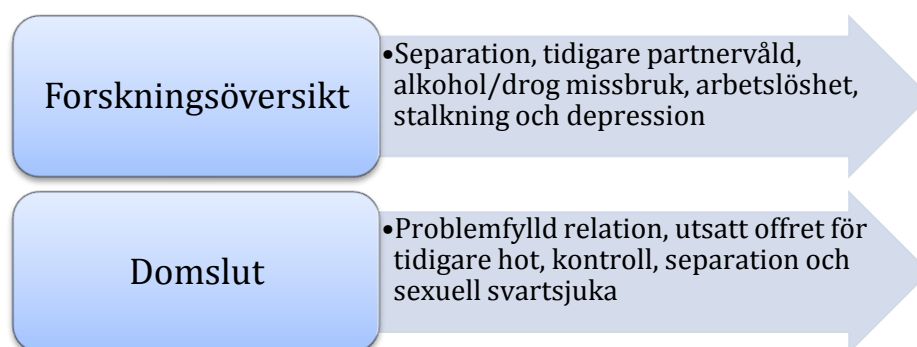 Forskningsöversikt
•Separation, tidigare partnervåld,
alkohol/drog missbruk, arbetslöshet,
stalkning och depression
Domslut
•Problemfylld relation, utsatt offret för
tidigare hot, kontroll, separation och
sexuell svartsjuka